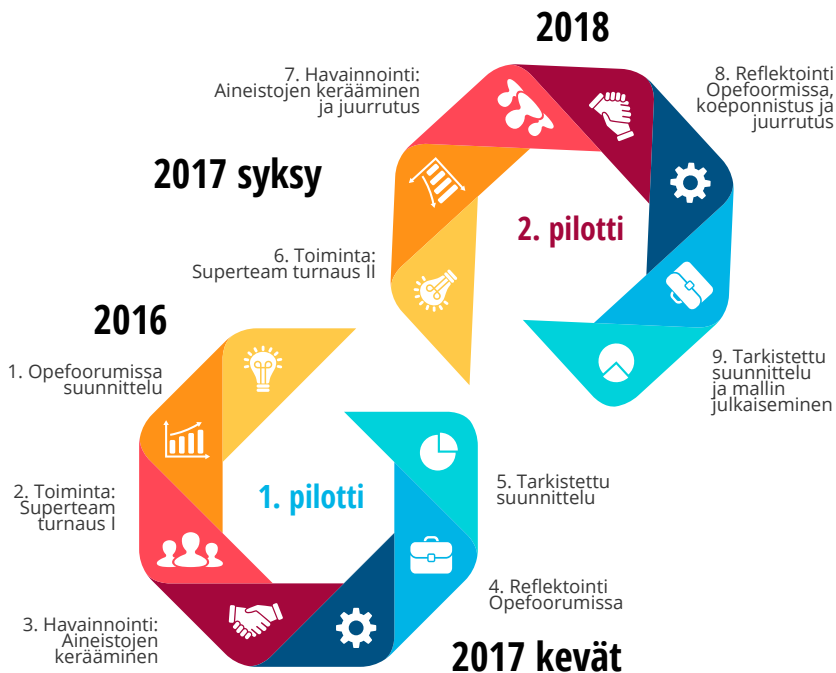 2018
7. Havainnointi:
Aineistojen kerääminen
ja juurrutus
8. Reflektointi
Opefoormissa,
koeponnistus ja
juurrutus
2017 syksy
2. pilotti
6. Toiminta:
Superteam turnaus II
2016
1. Opefoorumissa
suunnittelu
9. Tarkistettu
suunnittelu
ja mallin
julkaiseminen
2. Toiminta:
Superteam
turnaus I
1. pilotti
5. Tarkistettu
suunnittelu
4. Reflektointi
Opefoorumissa
3. Havainnointi:
Aineistojen
kerääminen
2017 kevät